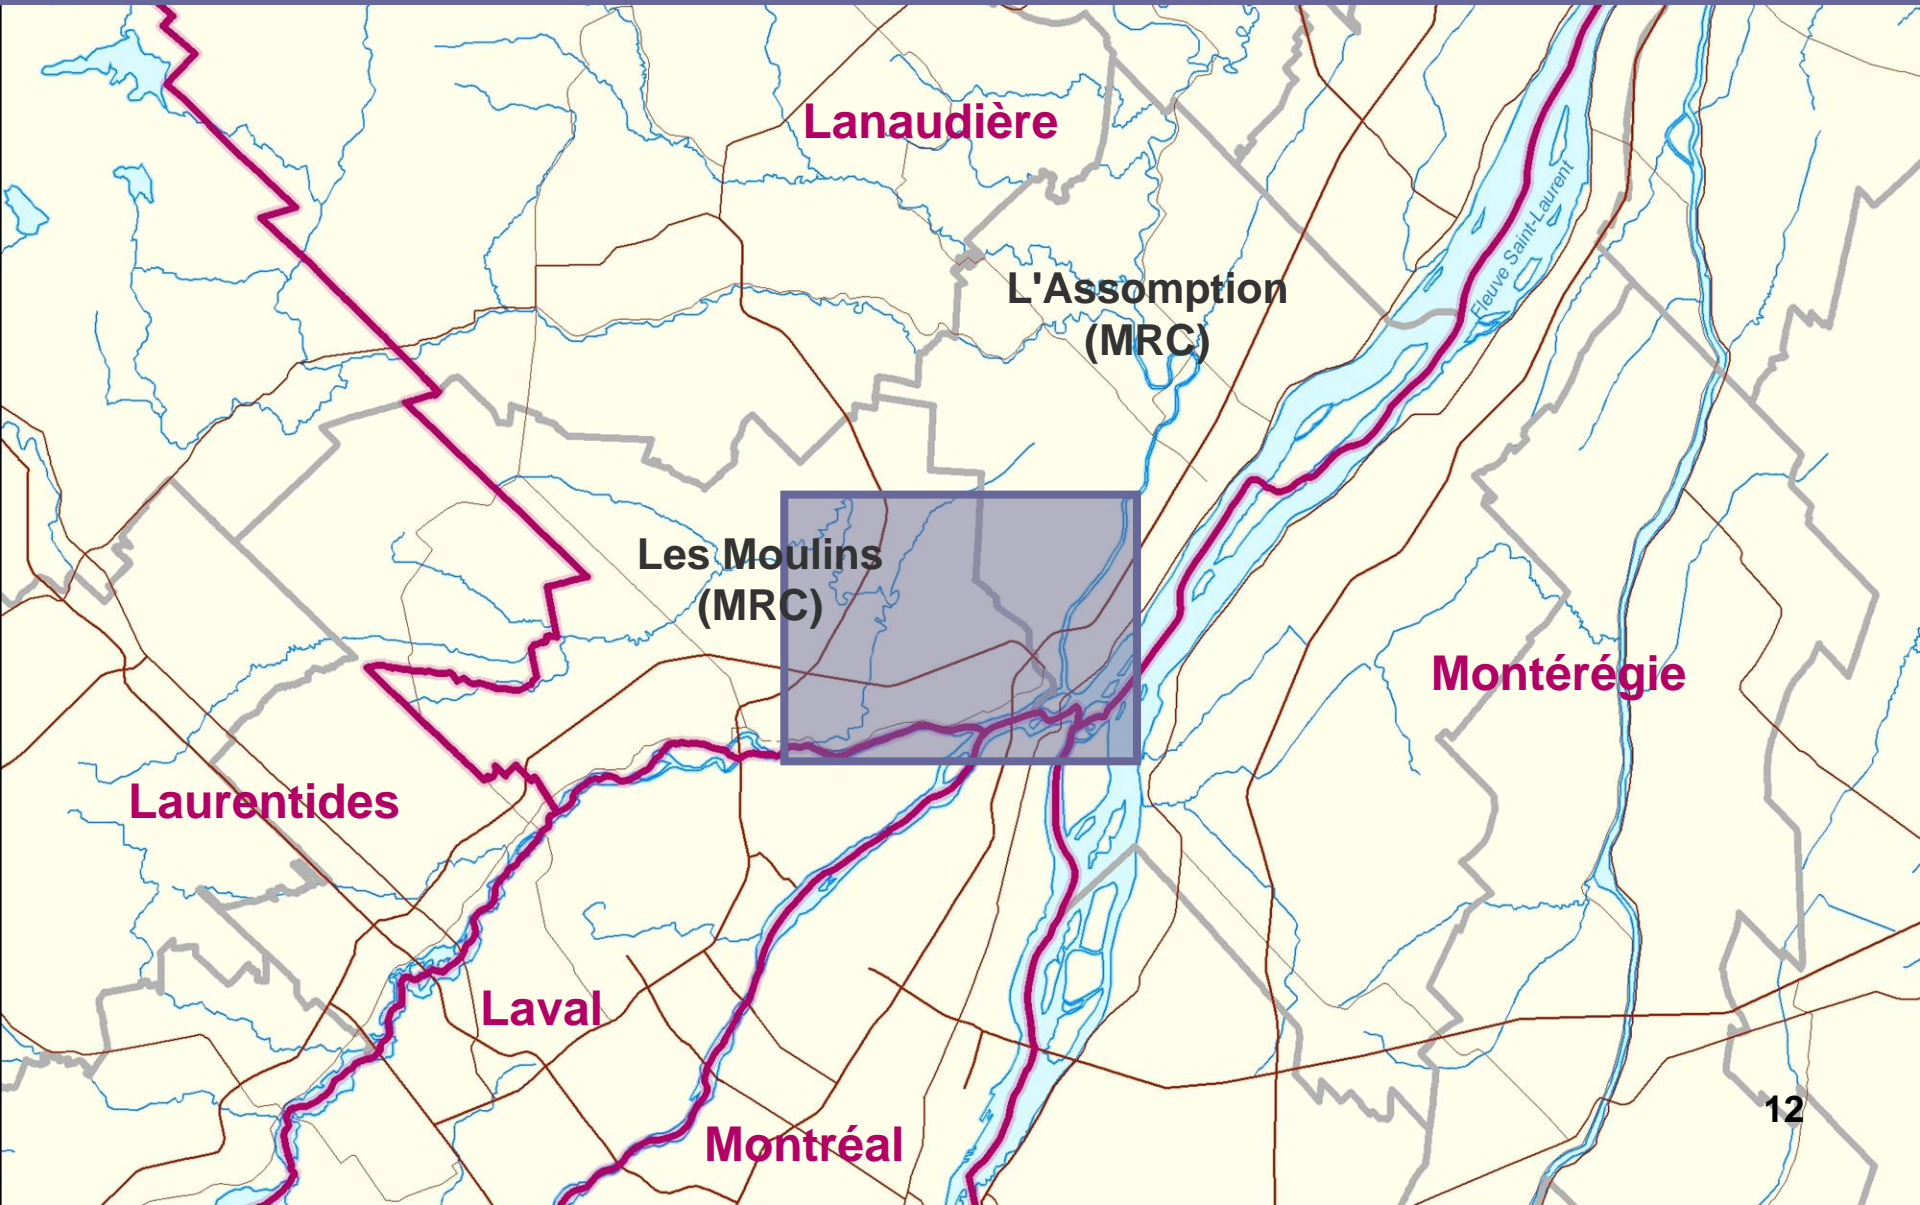 Lanaudière
Fleuve Saint-Laurent
L'Assomption
(MRC)
Les Moulins
(MRC)
Montérégie
Laurentides
Laval
Montréal
12